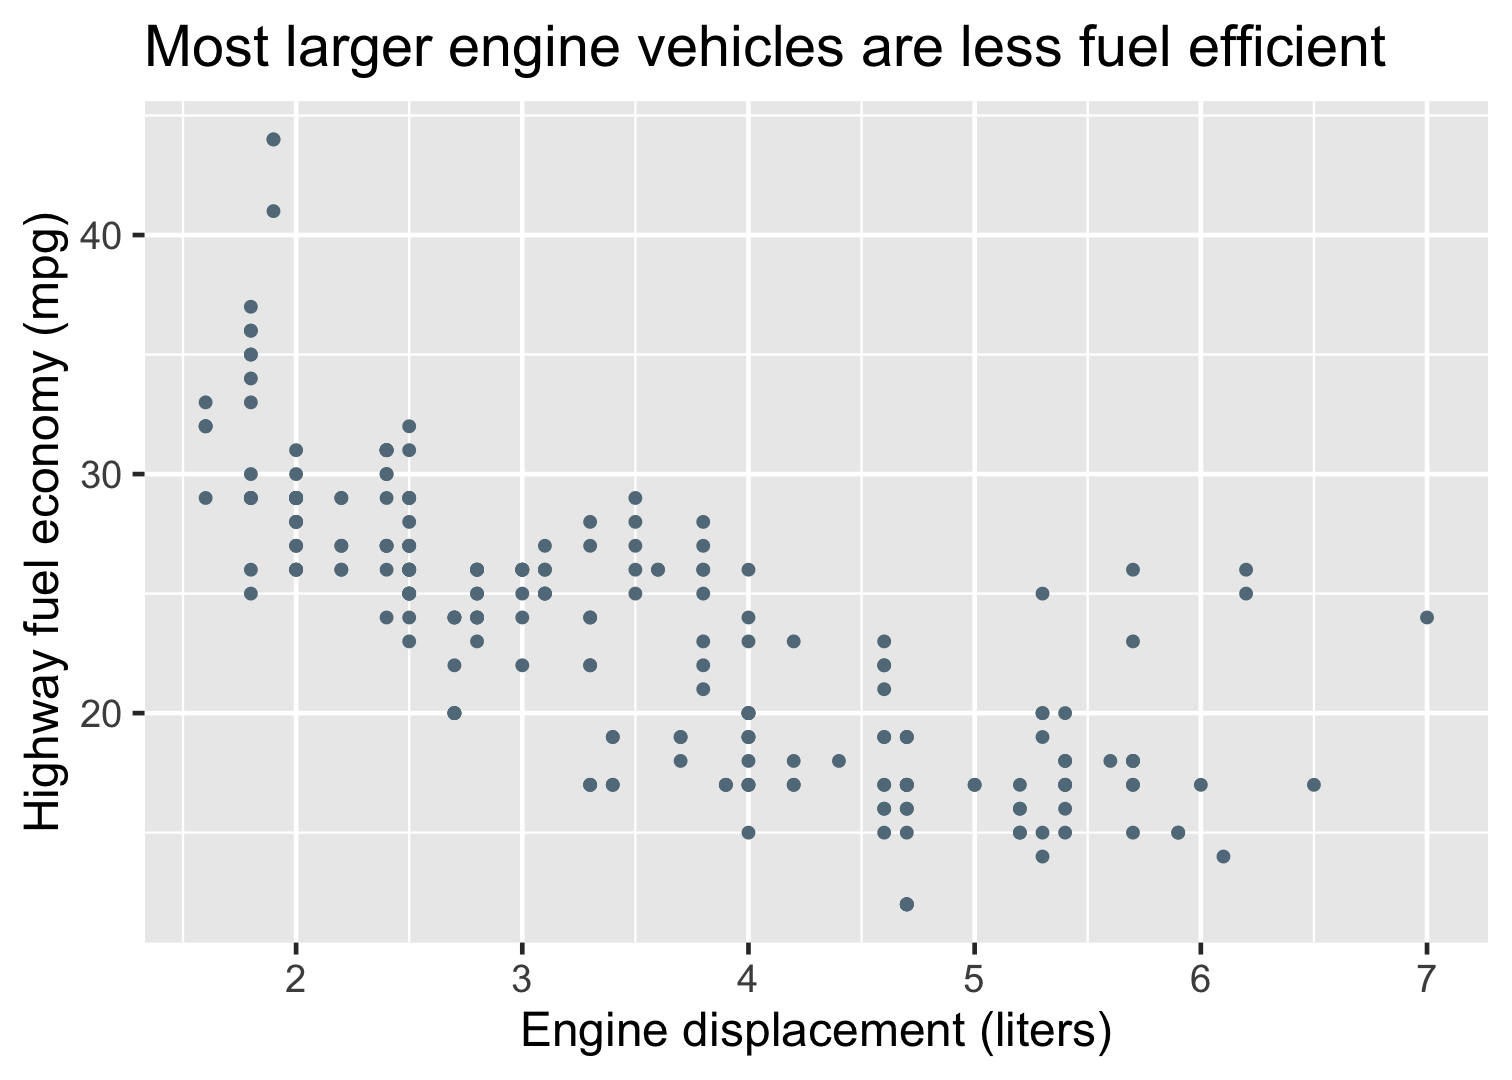 Most larger engine vehicles are less fuel efficient
Highway fuel economy (mpg)
40
30
20
2 3 4 5 6 7
Engine displacement (liters)